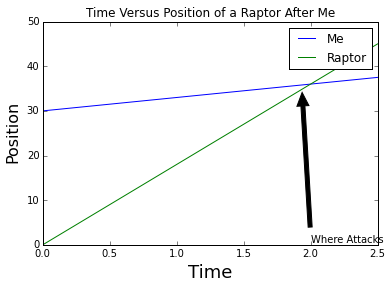 Time Versus Position of a Raptor After Me
50
40
30
20
10
0
Position
Me
Raptor
Where Attacks
0.0 0.5 1.0 1.5 2.0 2.5
Time